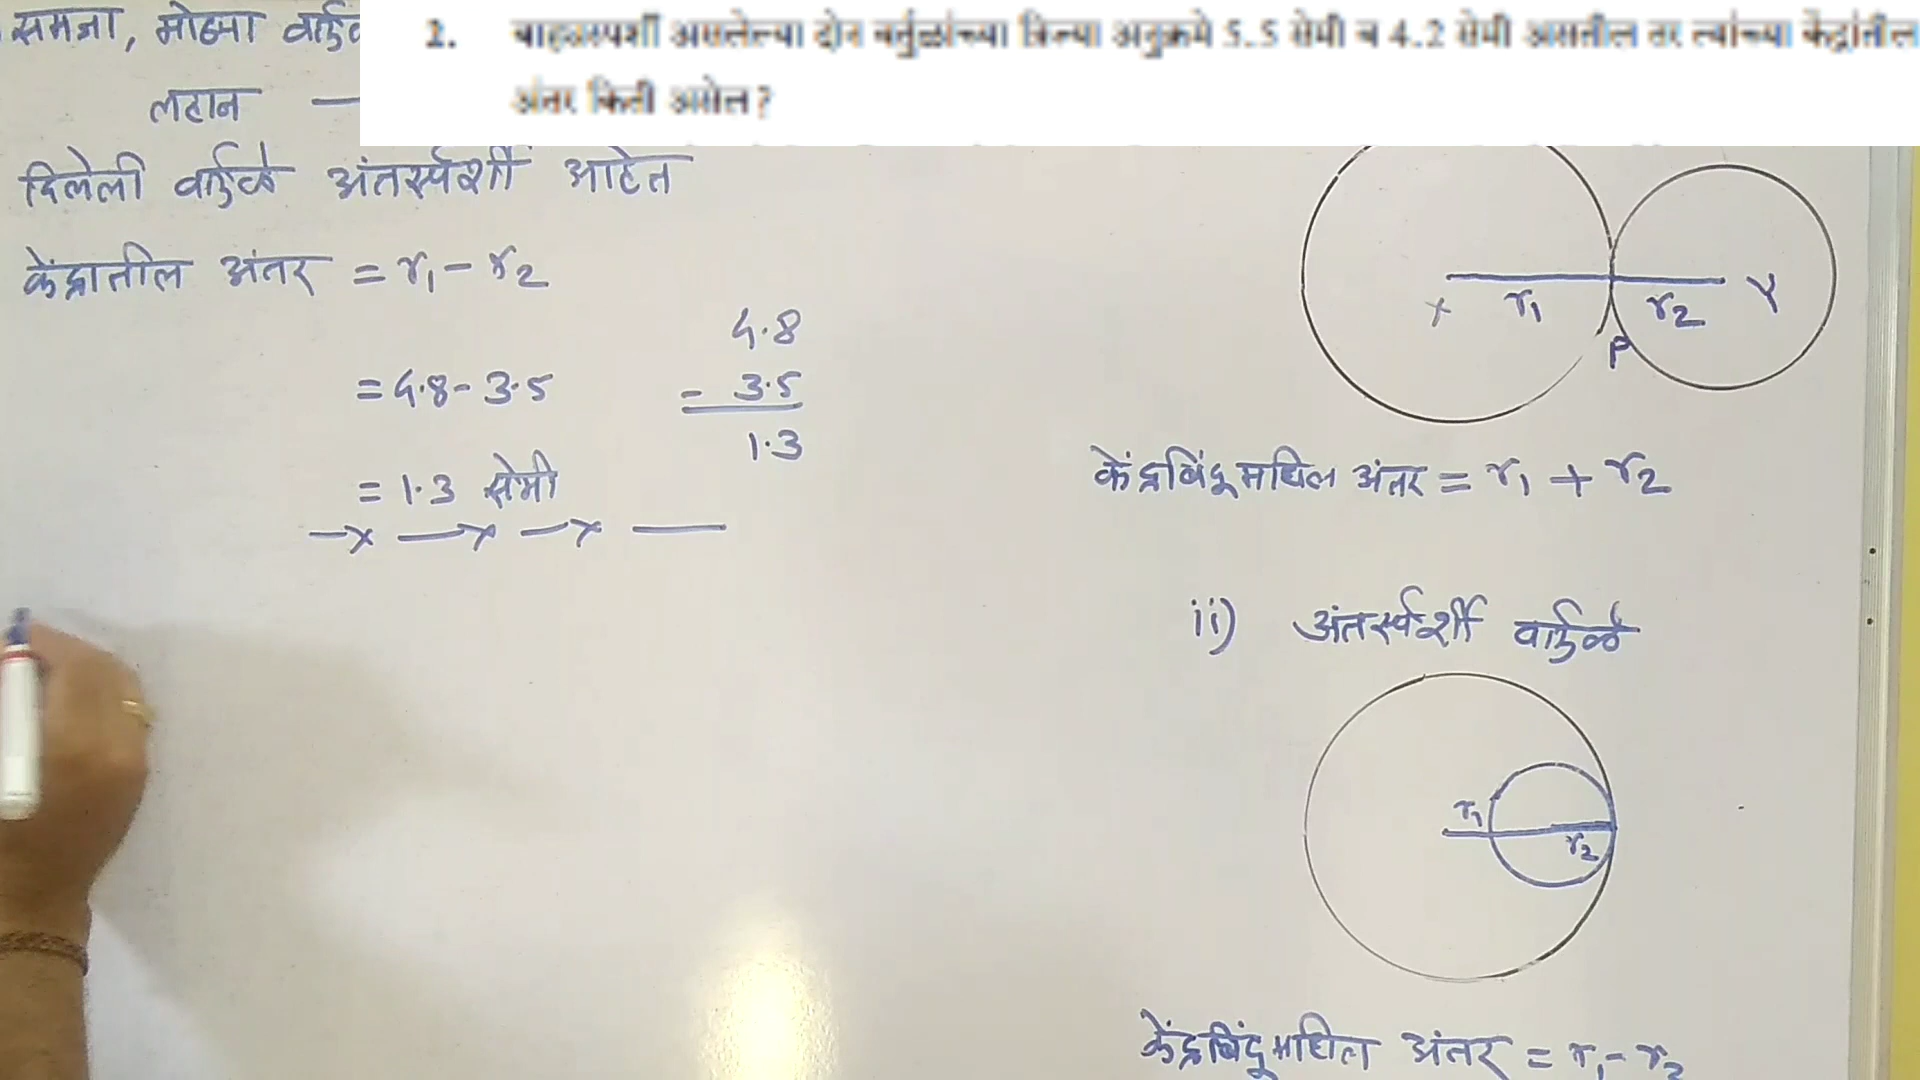 2. बाह्यस्पर्शी असलेल्या दोन वर्तुळांच्या त्रिज्या अनुक्रमे 5.5 सेमी व 4.2 सेमी असतील तर त्यांच्या केंद्रांतील
अंतर किती असेल?
समजा, मोठ्या
लहान —
दिलेली वर्तुळे अंतर्स्पर्शी आहेत
केंद्रातील अंतर = r₁ - r₂
= 4.8 - 3.5
= 1.3 सेमी
—x —x —x —
4.8
- 3.5
1.3
x r₁ r₂ Y
P
केंद्रबिंदूमधिल अंतर = r₁ + r₂
ii) अंतर्स्पर्शी वर्तुळे
r₁
r₂
केंद्रबिंदूमधिल अंतर = r₁ - r₂